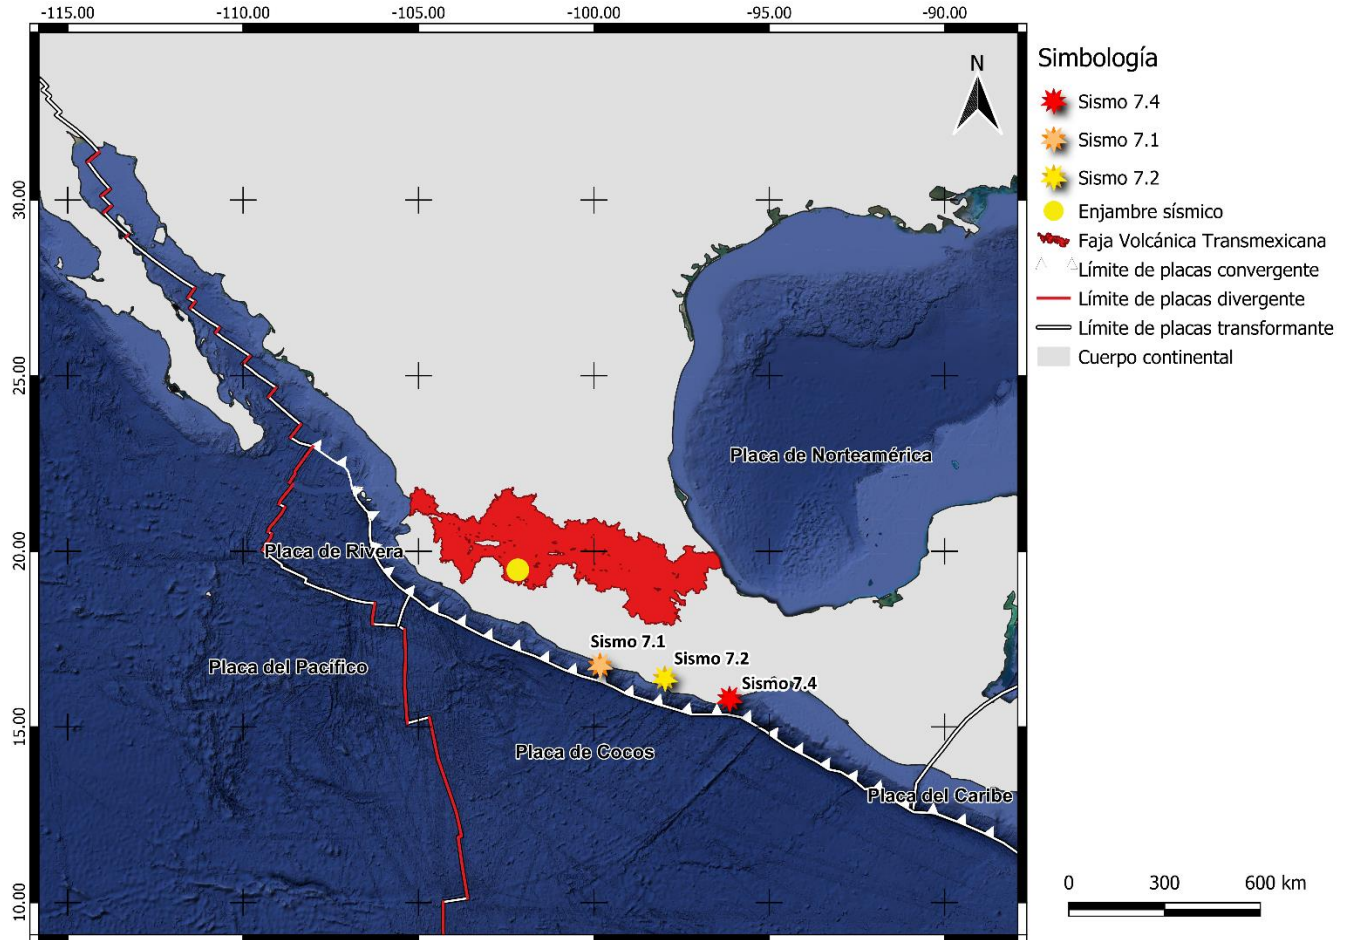 -115.00
-110.00
-105.00
-100.00
-95.00
-90.00
30.00
25.00
20.00
15.00
10.00
N
Placa de Norteamérica
Placa de Rivera
Placa del Pacífico
Sismo 7.1
Sismo 7.2
Sismo 7.4
Placa de Cocos
Placa del Caribe
Simbología
Sismo 7.4
Sismo 7.1
Sismo 7.2
Enjambre sísmico
Faja Volcánica Transmexicana
Límite de placas convergente
Límite de placas divergente
Límite de placas transformante
Cuerpo continental
0 300 600 km